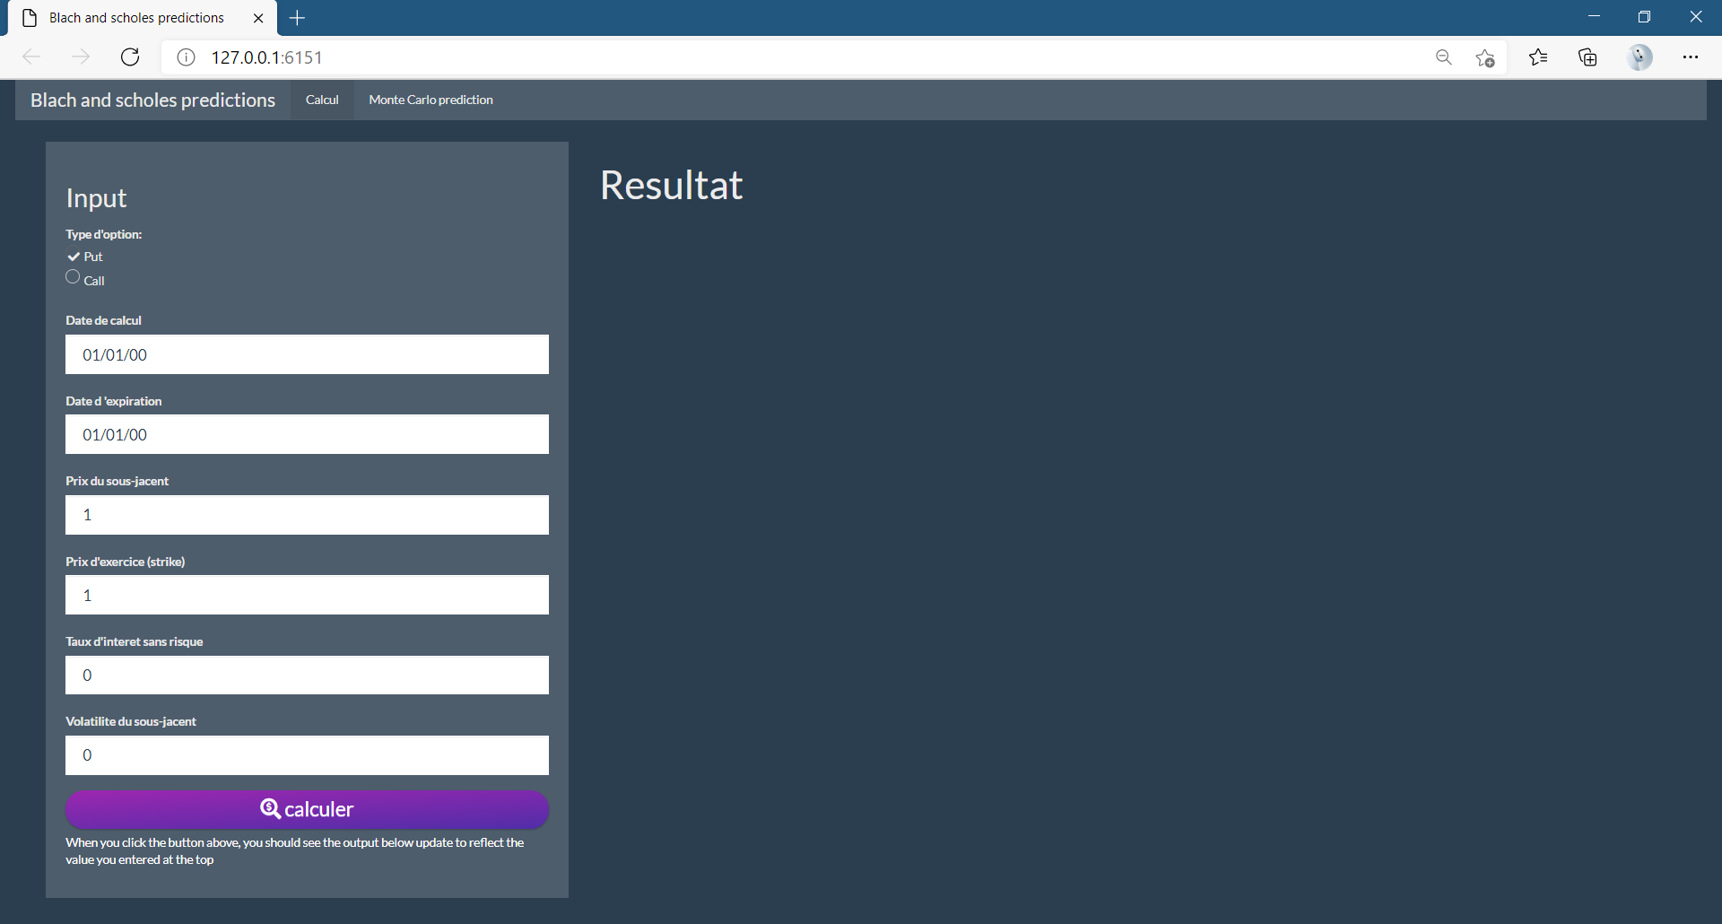 Blach and scholes predictions
127.0.0.1:6151
Blach and scholes predictions Calcul Monte Carlo prediction
Input
Type d'option:
Put
Call
Date de calcul
01/01/00
Date d 'expiration
01/01/00
Prix du sous-jacent
1
Prix d'exercice (strike)
1
Taux d'interet sans risque
0
Volatilite du sous-jacent
0
calculer
When you click the button above, you should see the output below update to reflect the
value you entered at the top
Resultat